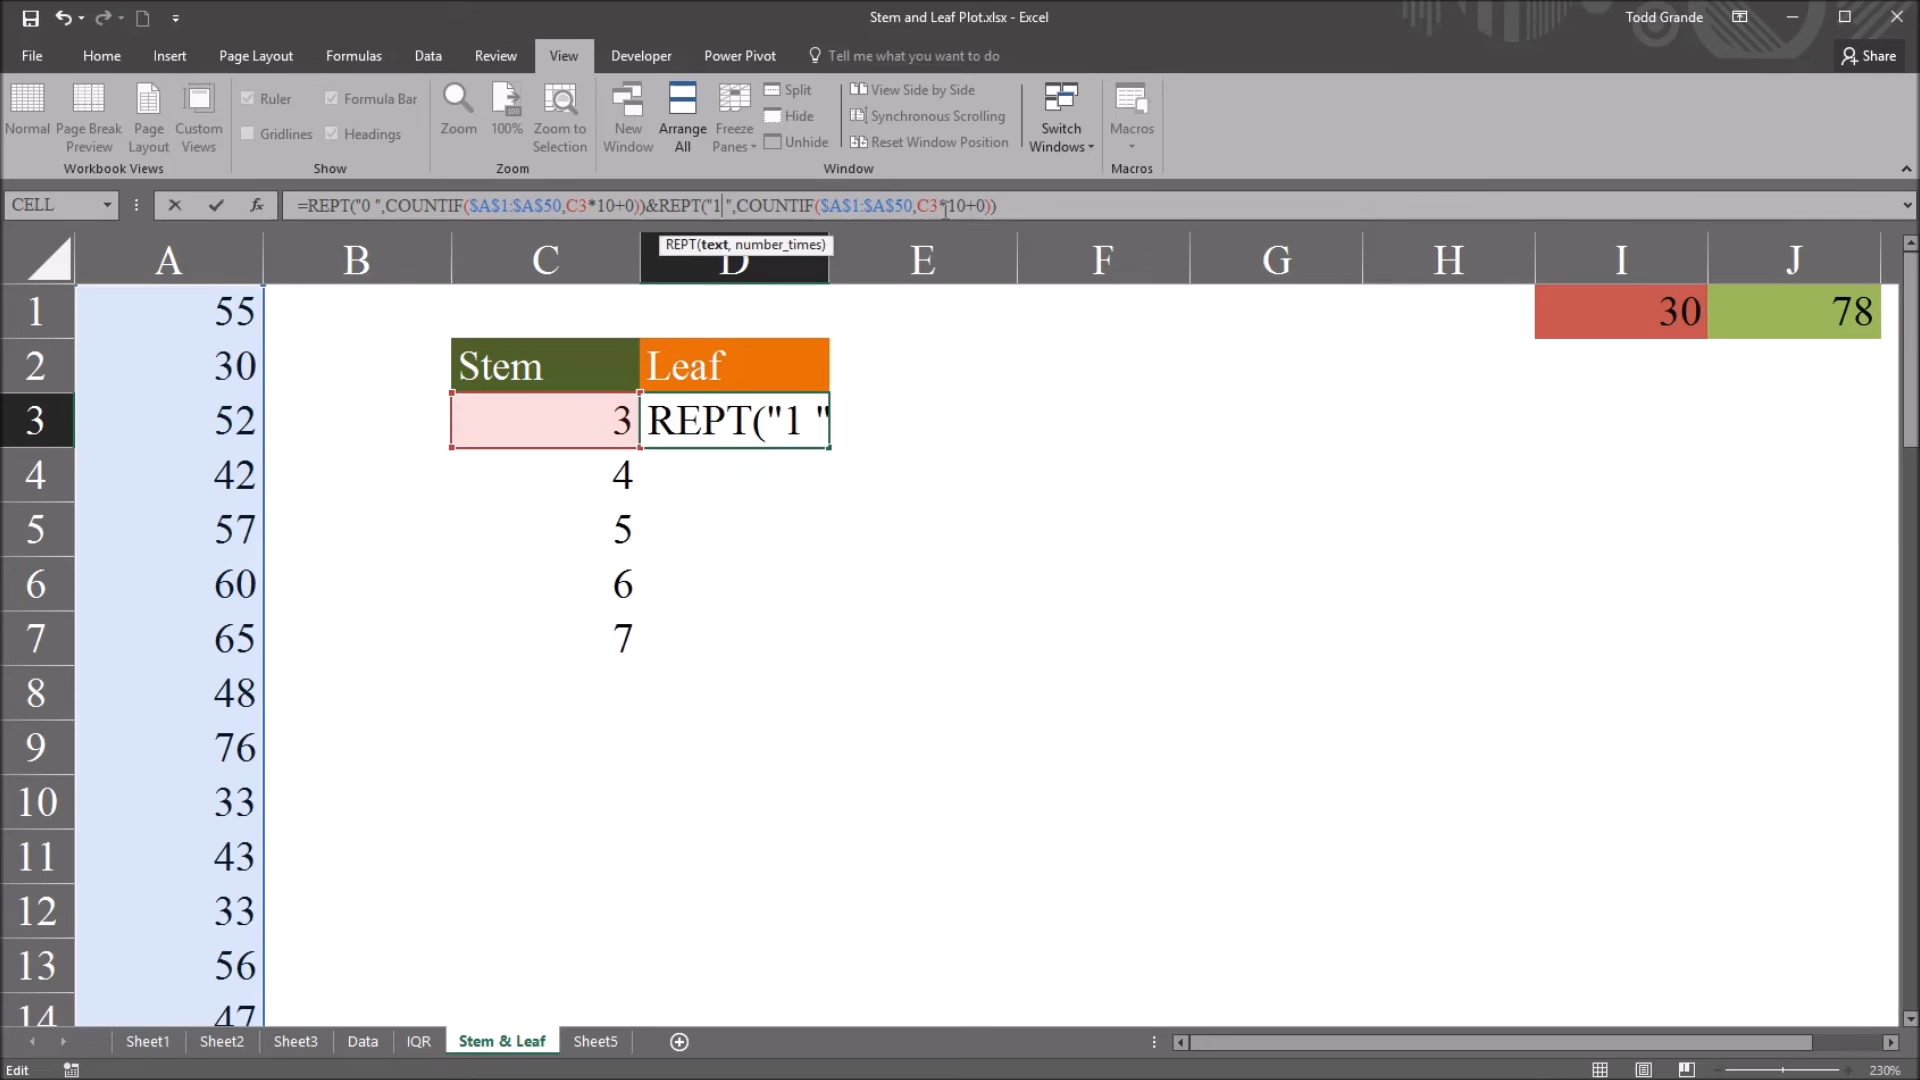 Stem and Leaf Plot.xlsx - Excel
Todd Grande
File Home Insert Page Layout Formulas Data Review View Developer Power Pivot Tell me what you want to do
Share
Normal
Page Break
Preview
Page
Layout
Custom
Views
Workbook Views
Ruler
Formula Bar
Gridlines
Headings
Show
Zoom
100%
Zoom to
Selection
Zoom
New
Window
Arrange
All
Freeze
Panes
Split
Hide
Unhide
View Side by Side
Synchronous Scrolling
Reset Window Position
Window
Switch
Windows
Macros
Macros
CELL
fx
=REPT("0 ",COUNTIF($A$1:$A$50,C3*10+0))&REPT("1 ",COUNTIF($A$1:$A$50,C3*10+0))
REPT(text, number_times)
A B C D E F G H I J
1 55 30 78
2 30 Stem Leaf
3 52 3 REPT("1 "
4 42 4
5 57 5
6 60 6
7 65 7
8 48
9 76
10 33
11 43
12 33
13 56
14 47
Sheet1 Sheet2 Sheet3 Data IQR Stem & Leaf Sheet5
Edit
230%